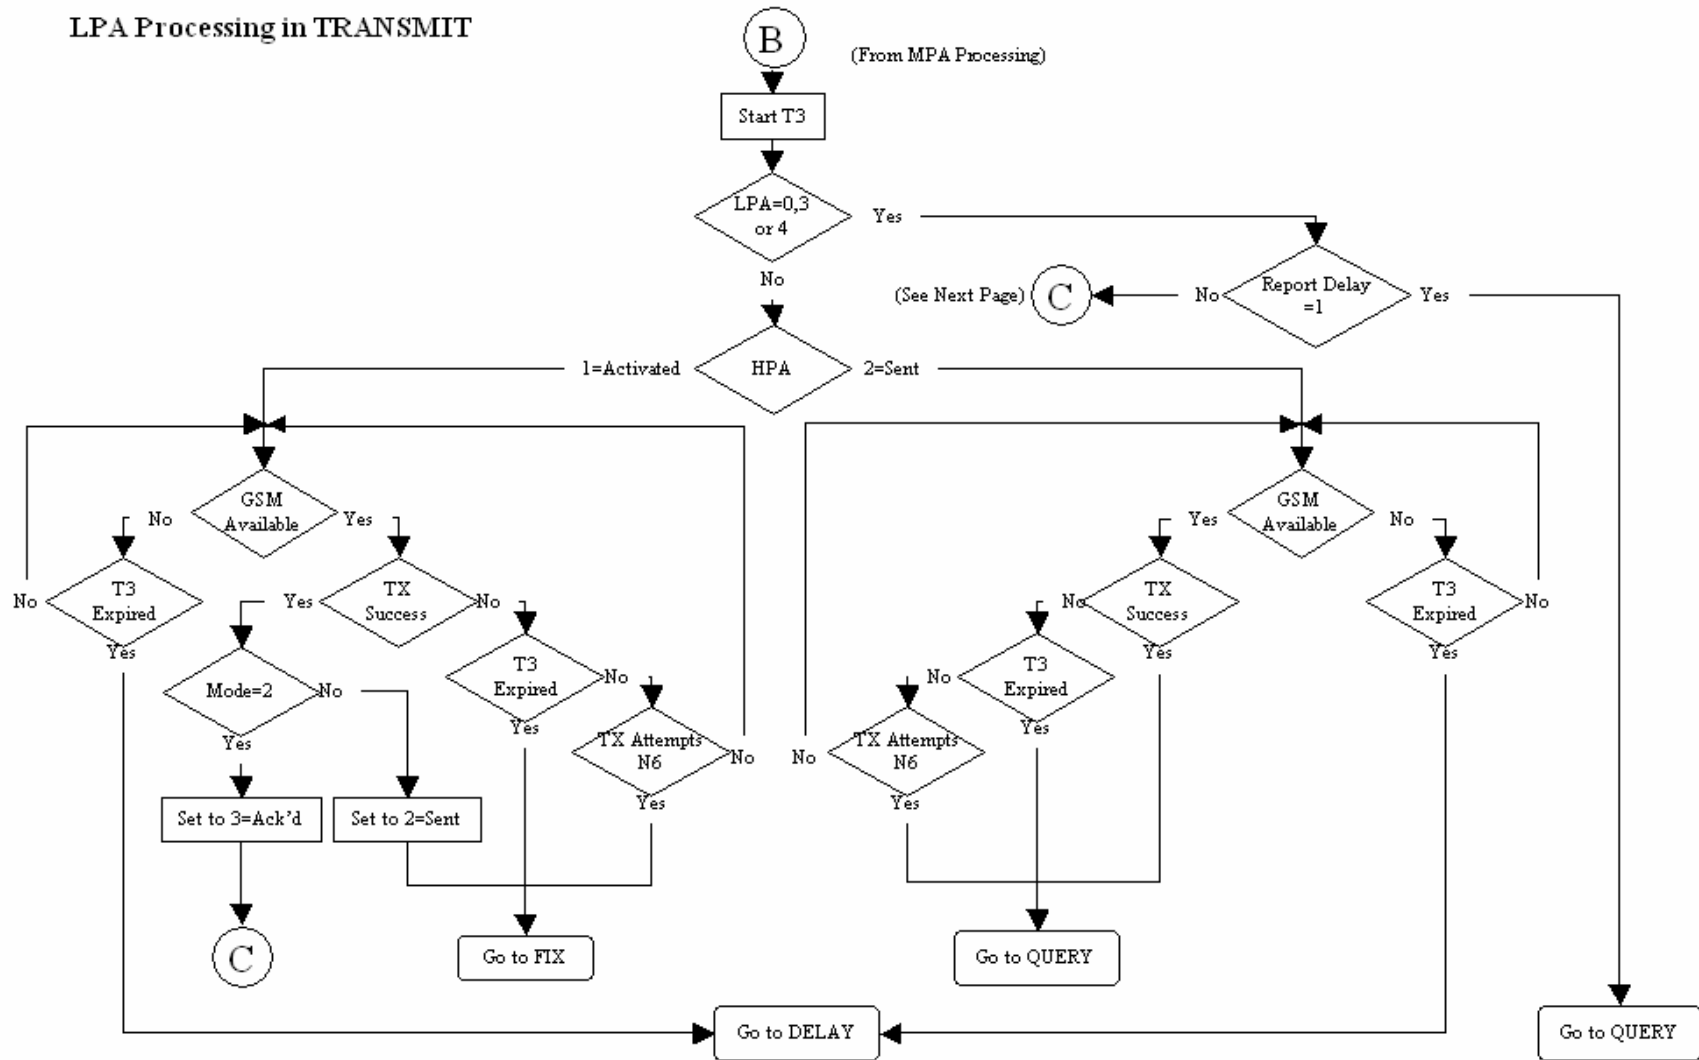 LPA Processing in TRANSMIT
B
(From MPA Processing)
Start T3
LPA=0,3
or 4
Yes
No
(See Next Page)
C
No
Report Delay
=1
Yes
1=Activated
HPA
2=Sent
GSM
Available
No
Yes
GSM
Available
Yes
No
No
T3
Expired
Yes
Yes
TX
Success
No
No
TX
Success
Yes
T3
Expired
No
Yes
Mode=2
No
Yes
T3
Expired
No
Yes
No
T3
Expired
Yes
TX Attempts
N6
No
Yes
No
TX Attempts
N6
Yes
Set to 3=Ack'd
Set to 2=Sent
C
Go to FIX
Go to QUERY
Go to DELAY
Go to QUERY